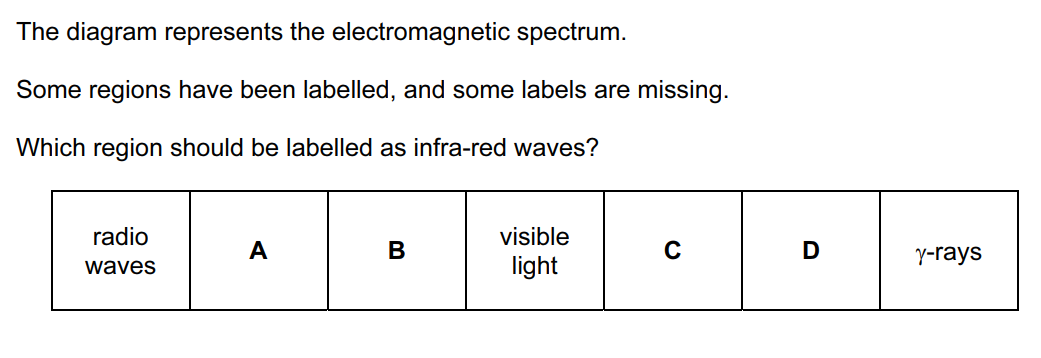 The diagram represents the electromagnetic spectrum.
Some regions have been labelled, and some labels are missing.
Which region should be labelled as infra-red waves?
radio
waves
A
B
visible
light
C
D
γ-rays